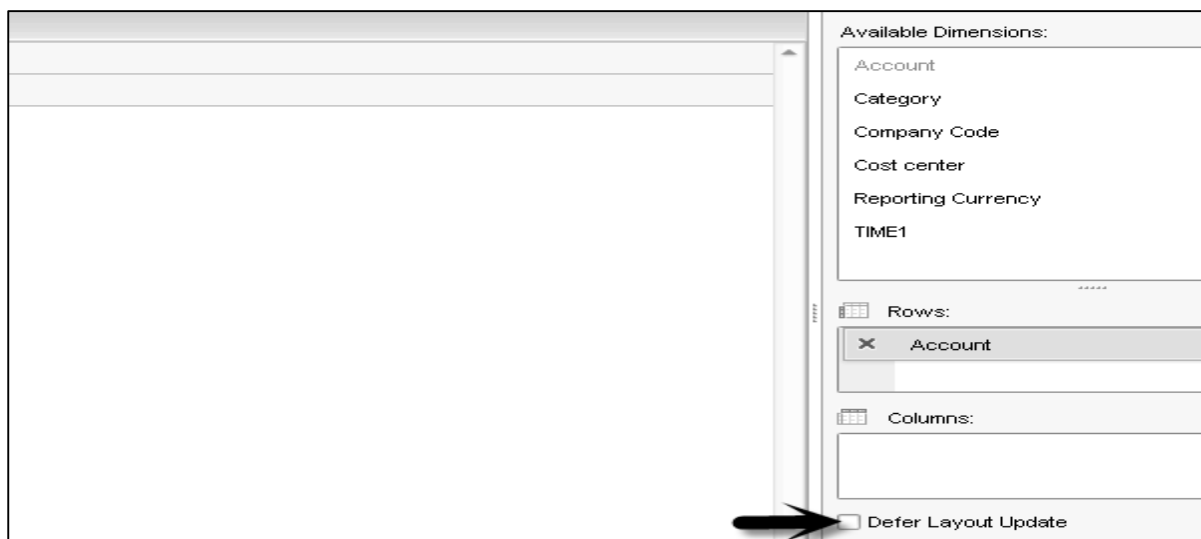 Available Dimensions:
Account
Category
Company Code
Cost center
Reporting Currency
TIME1
Rows:
Account
Columns:
Defer Layout Update